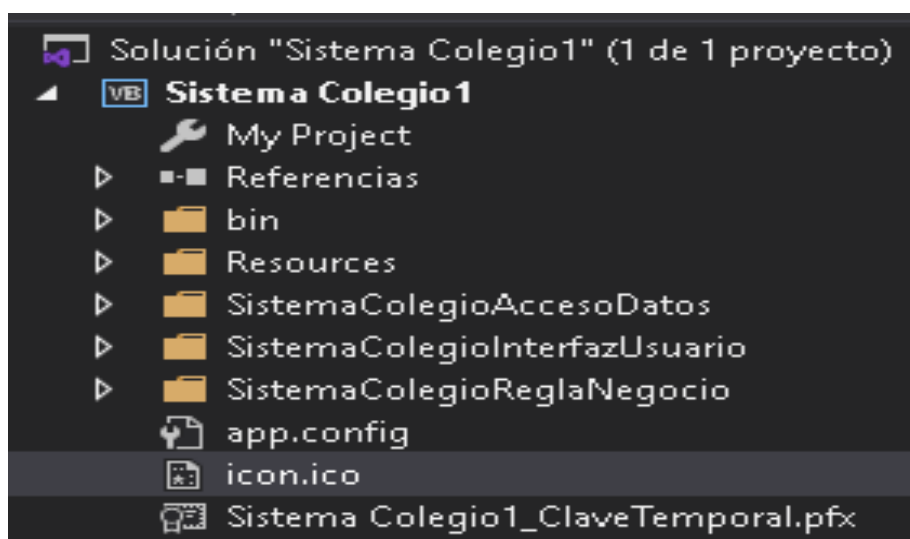 Solución "Sistema Colegio1" (1 de 1 proyecto)
VB Sistema Colegio1
My Project
Referencias
bin
Resources
SistemaColegioAccesoDatos
SistemaColegioInterfazUsuario
SistemaColegioReglaNegocio
app.config
icon.ico
Sistema Colegio1_ClaveTemporal.pfx